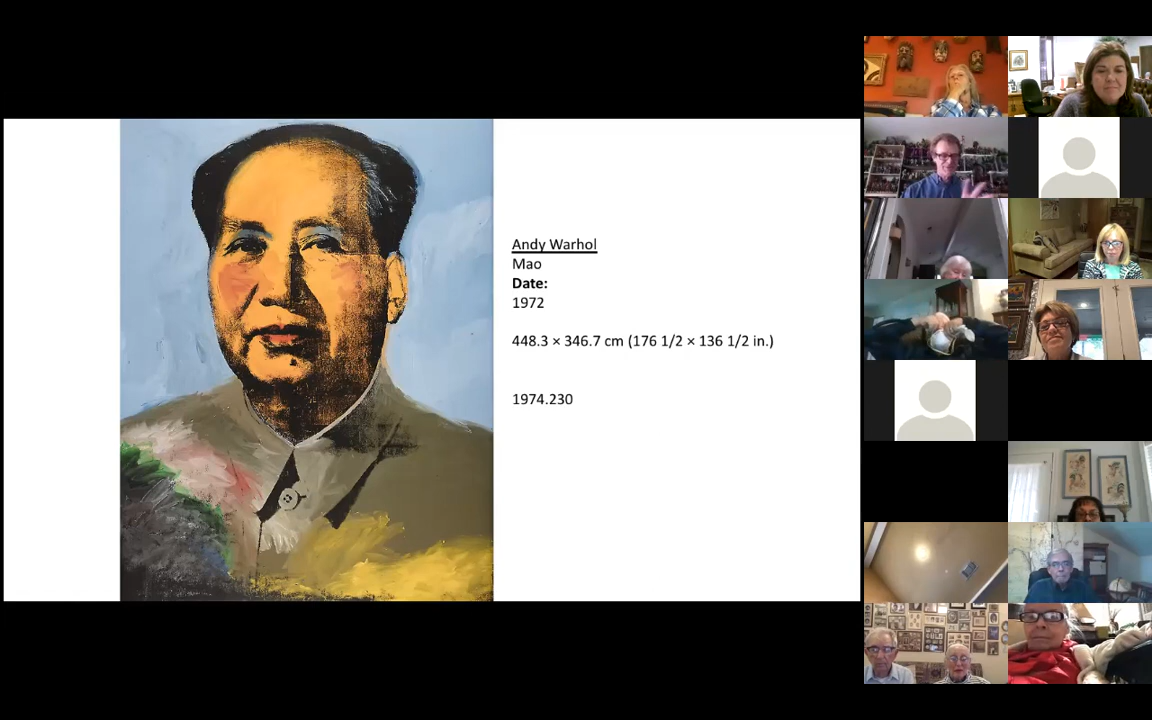 Andy Warhol
Mao
Date:
1972
448.3 × 346.7 cm (176 1/2 × 136 1/2 in.)
1974.230